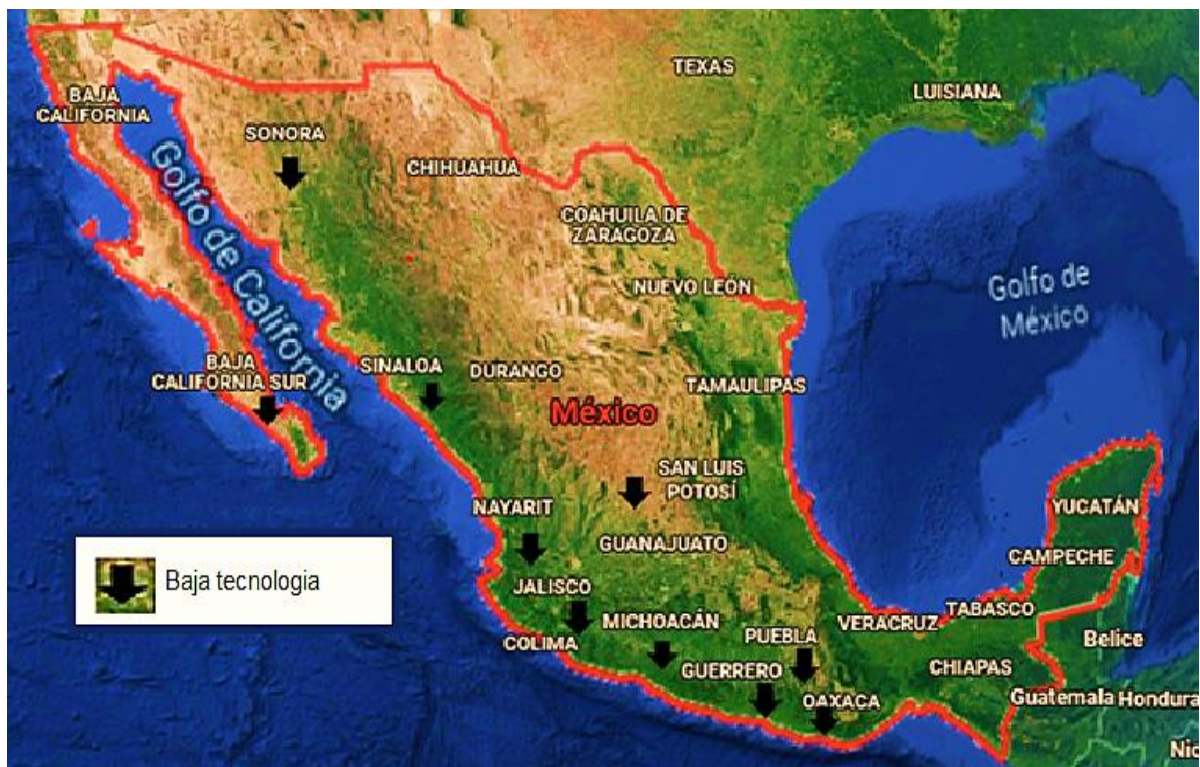 TEXAS
LUISIANA
BAJA
CALIFORNIA
SONORA
CHIHUAHUA
Golfo de California
COAHUILA DE
ZARAGOZA
NUEVO LEÓN
Golfo de
México
SINALOA
DURANGO
BAJA
CALIFORNIA SUR
TAMAULIPAS
México
SAN LUIS
POTOSÍ
NAYARIT
YUCATÁN
GUANAJUATO
CAMPECHE
Baja tecnologia
JALISCO
MICHOACÁN
TABASCO
VERACRUZ
PUEBLA
COLIMA
Belice
GUERRERO
CHIAPAS
OAXACA
Guatemala
Hondura
Nic